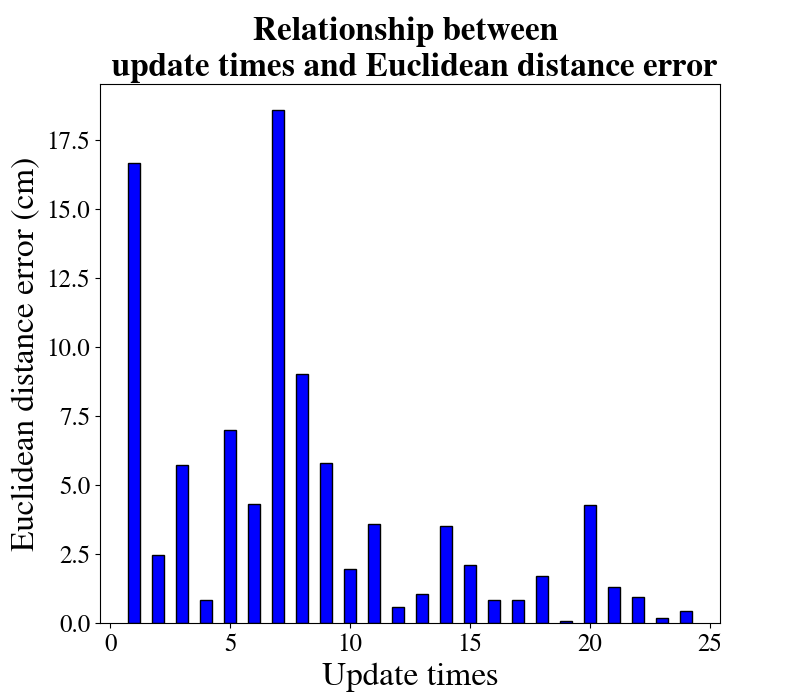 Relationship between
update times and Euclidean distance error
Euclidean distance error (cm)
17.5
15.0
12.5
10.0
7.5
5.0
2.5
0.0
0 5 10 15 20 25
Update times